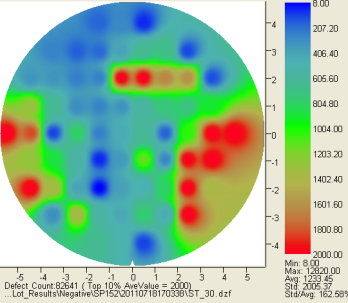 8.00
207.20
406.40
605.60
804.80
1004.00
1203.20
1402.40
1601.60
1800.80
2000.00
4
3
2
1
0
-1
-2
-3
-4
-5 -4 -3 -2 -1 0 1 2 3 4 5
Defect Count:82641 ( Top 10% AveValue = 2000)
...Lot_Results\Negative\SP152\20110718170338\ST_30.dzf
Min: 8.00
Max: 12820.00
Avg: 1233.45
Std: 2005.37
Std/Avg: 162.58%